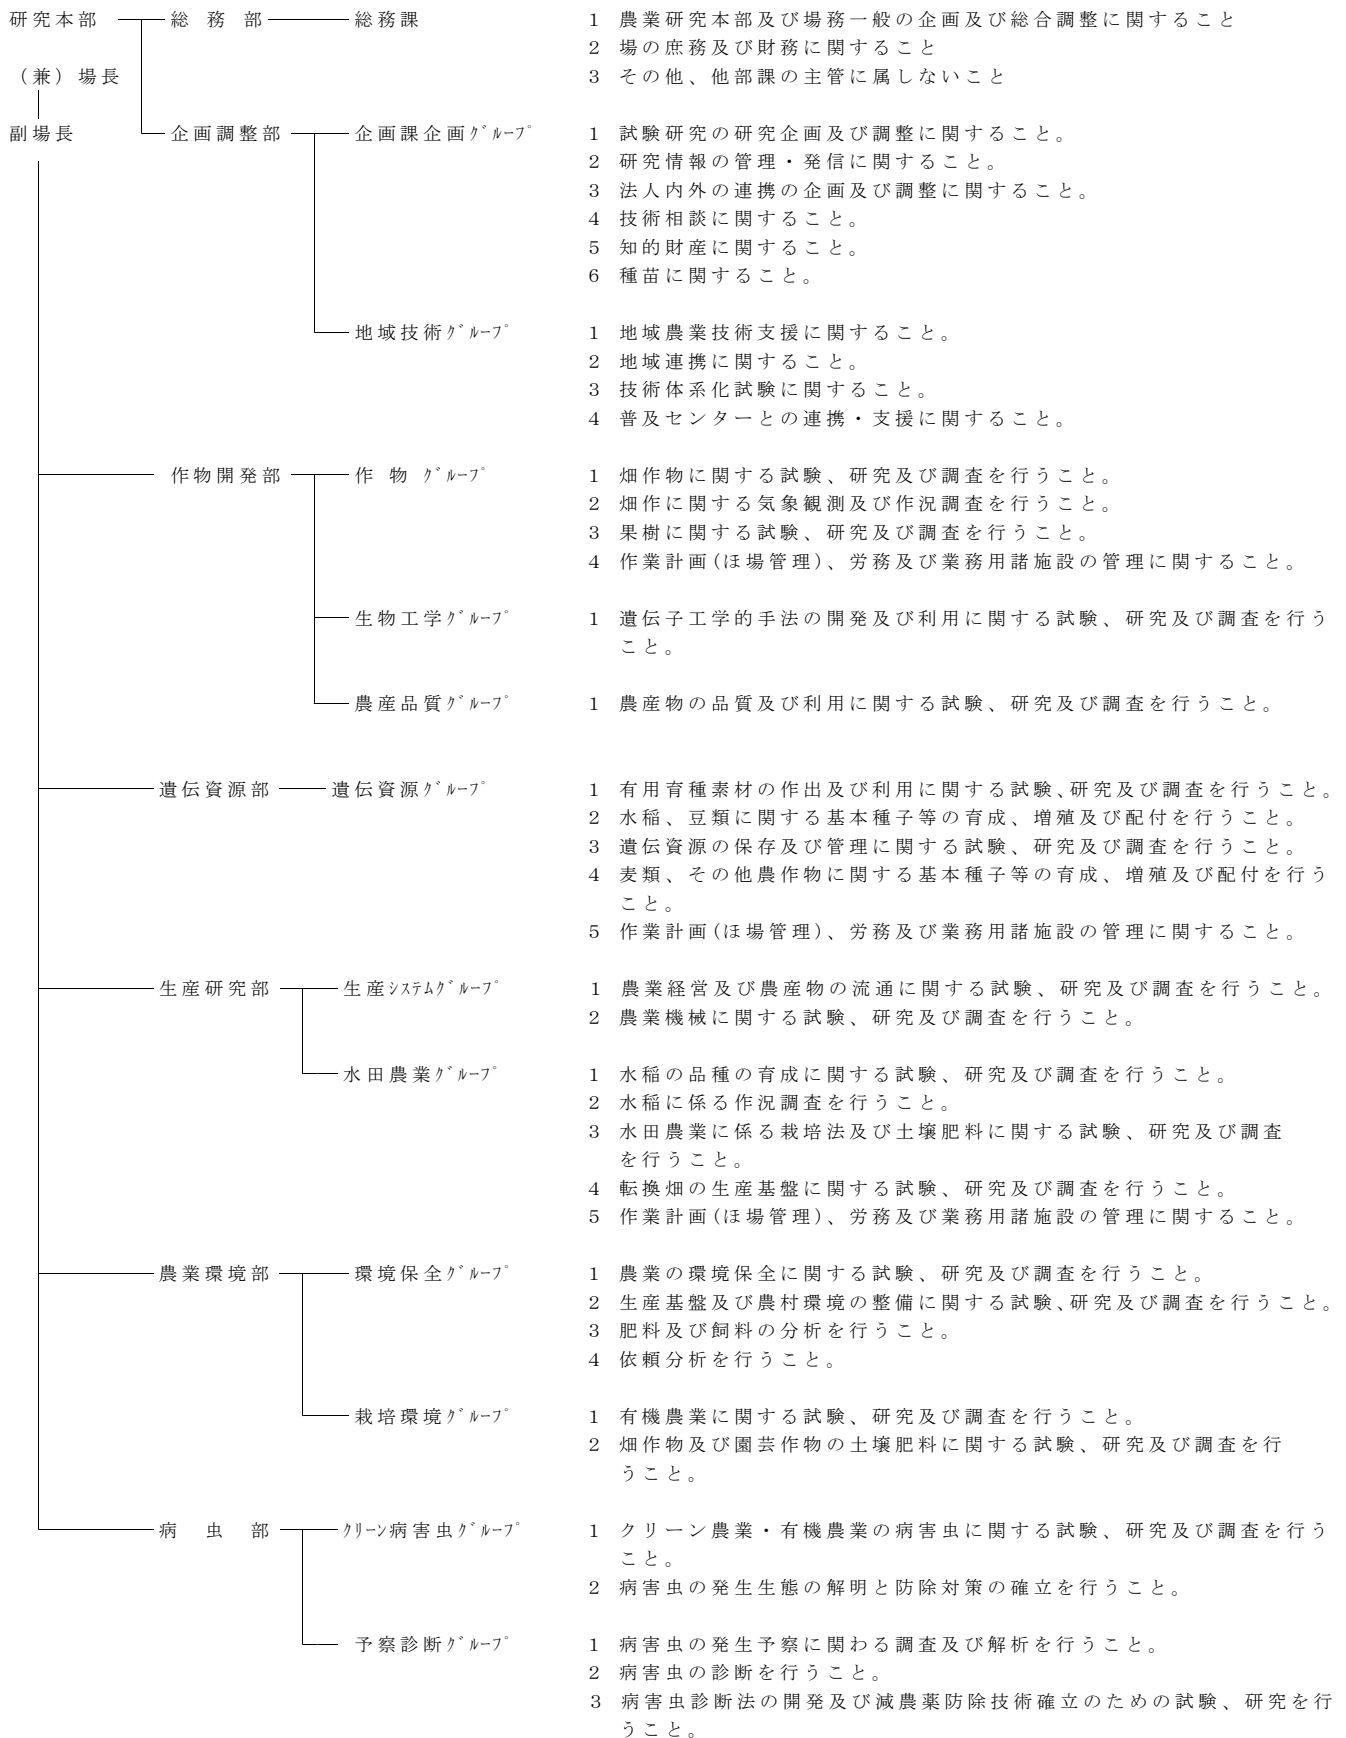 研究本部 総務部 総務課 1 農業研究本部及び場務一般の企画及び総合調整に関すること
2 場の庶務及び財務に関すること
（兼）場長 3 その他、他部課の主管に属しないこと
副場長 企画調整部 企画課企画ｸﾞﾙｰﾌﾟ 1 試験研究の研究企画及び調整に関すること。
2 研究情報の管理・発信に関すること。
3 法人内外の連携の企画及び調整に関すること。
4 技術相談に関すること。
5 知的財産に関すること。
6 種苗に関すること。
地域技術ｸﾞﾙｰﾌﾟ 1 地域農業技術支援に関すること。
2 地域連携に関すること。
3 技術体系化試験に関すること。
4 普及センターとの連携・支援に関すること。
作物開発部 作 物 ｸﾞﾙｰﾌﾟ 1 畑作物に関する試験、研究及び調査を行うこと。
2 畑作に関する気象観測及び作況調査を行うこと。
3 果樹に関する試験、研究及び調査を行うこと。
4 作業計画(ほ場管理)、労務及び業務用諸施設の管理に関すること。
生物工学ｸﾞﾙｰﾌﾟ 1 遺伝子工学的手法の開発及び利用に関する試験、研究及び調査を行う
こと。
農産品質ｸﾞﾙｰﾌﾟ 1 農産物の品質及び利用に関する試験、研究及び調査を行うこと。
遺伝資源部 遺伝資源ｸﾞﾙｰﾌﾟ 1 有用育種素材の作出及び利用に関する試験、研究及び調査を行うこと。
2 水稲、豆類に関する基本種子等の育成、増殖及び配付を行うこと。
3 遺伝資源の保存及び管理に関する試験、研究及び調査を行うこと。
4 麦類、その他農作物に関する基本種子等の育成、増殖及び配付を行う
こと。
5 作業計画(ほ場管理)、労務及び業務用諸施設の管理に関すること。
生産研究部 生産ｼｽﾃﾑｸﾞﾙｰﾌﾟ 1 農業経営及び農産物の流通に関する試験、研究及び調査を行うこと。
2 農業機械に関する試験、研究及び調査を行うこと。
水田農業ｸﾞﾙｰﾌﾟ 1 水稲の品種の育成に関する試験、研究及び調査を行うこと。
2 水稲に係る作況調査を行うこと。
3 水田農業に係る栽培法及び土壌肥料に関する試験、研究及び調査
を行うこと。
4 転換畑の生産基盤に関する試験、研究及び調査を行うこと。
5 作業計画(ほ場管理)、労務及び業務用諸施設の管理に関すること。
農業環境部 環境保全ｸﾞﾙｰﾌﾟ 1 農業の環境保全に関する試験、研究及び調査を行うこと。
2 生産基盤及び農村環境の整備に関する試験、研究及び調査を行うこと。
3 肥料及び飼料の分析を行うこと。
4 依頼分析を行うこと。
栽培環境ｸﾞﾙｰﾌﾟ 1 有機農業に関する試験、研究及び調査を行うこと。
2 畑作物及び園芸作物の土壌肥料に関する試験、研究及び調査を行
うこと。
病 虫 部 ｸﾘｰﾝ病害虫ｸﾞﾙｰﾌﾟ 1 クリーン農業・有機農業の病害虫に関する試験、研究及び調査を行う
こと。
2 病害虫の発生生態の解明と防除対策の確立を行うこと。
予察診断ｸﾞﾙｰﾌﾟ 1 病害虫の発生予察に関わる調査及び解析を行うこと。
2 病害虫の診断を行うこと。
3 病害虫診断法の開発及び減農薬防除技術確立のための試験、研究を行
うこと。